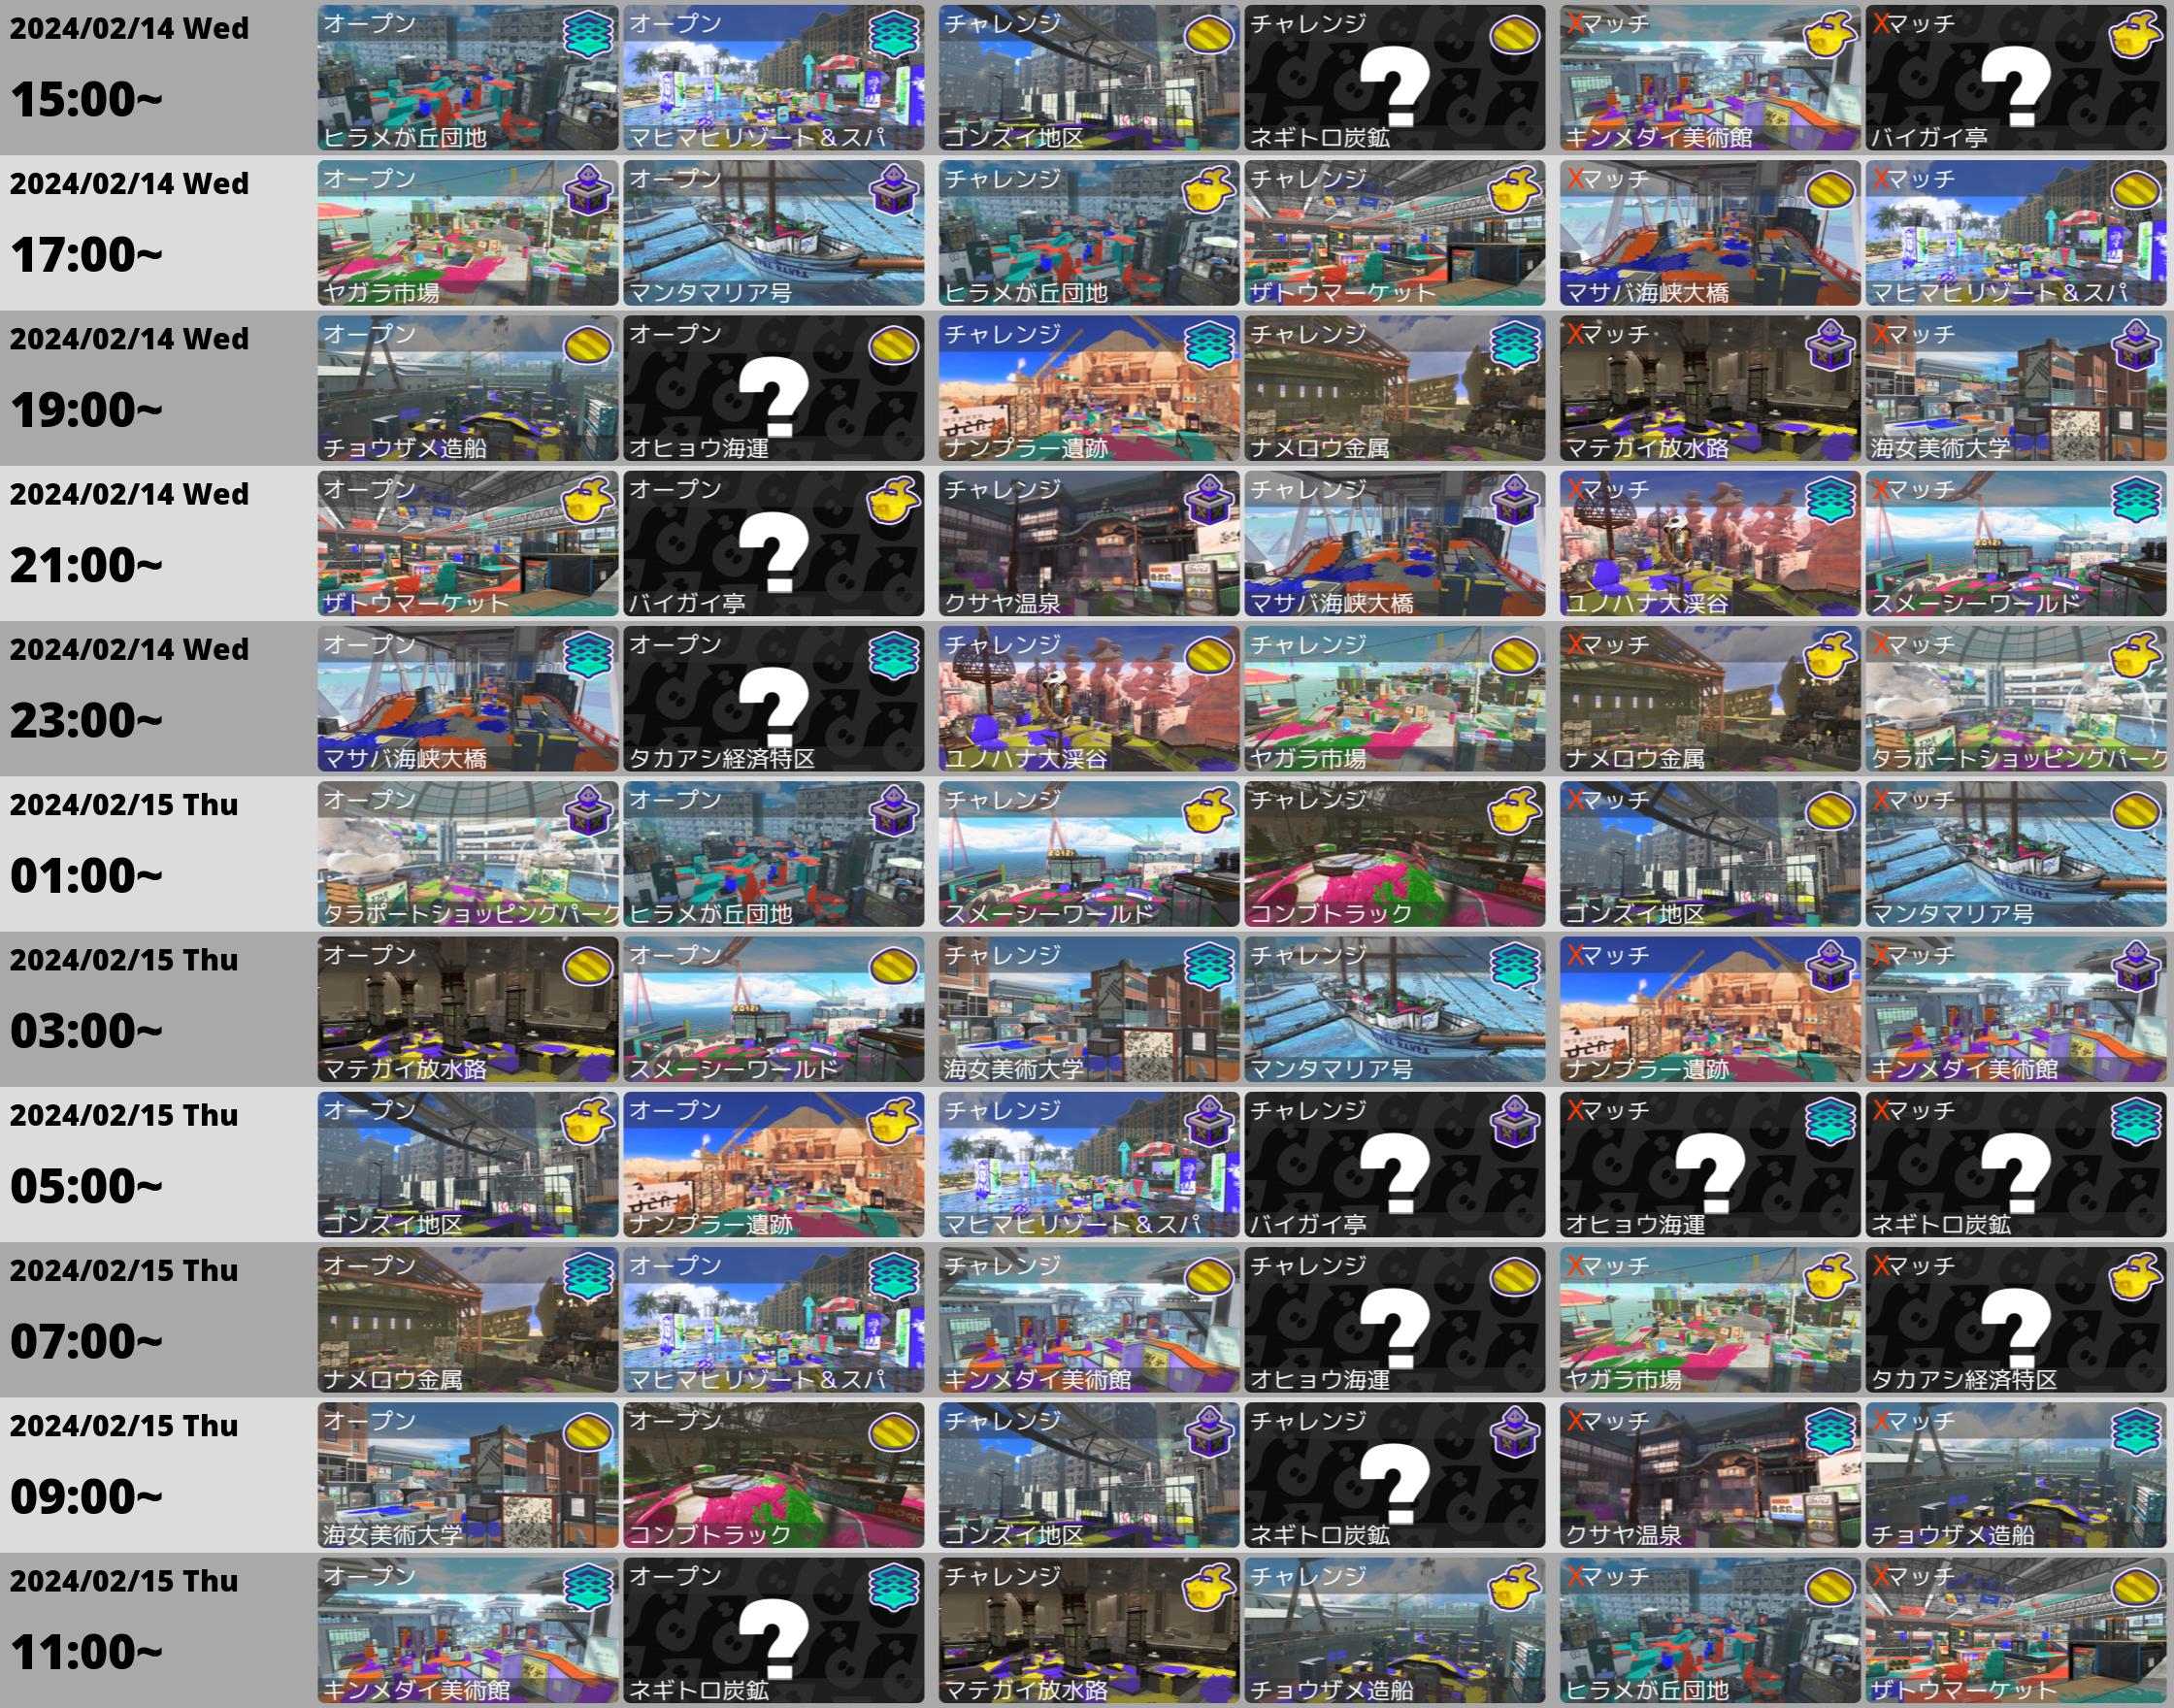 2024/02/14 Wed
15:00~
オープン オープン チャレンジ チャレンジ Xマッチ Xマッチ
ヒラメが丘団地 マヒマヒリゾート＆スパ ゴンズイ地区 ネギトロ炭鉱 キンメダイ美術館 バイガイ亭
2024/02/14 Wed
17:00~
オープン オープン チャレンジ チャレンジ Xマッチ Xマッチ
ヤガラ市場 マンタマリア号 ヒラメが丘団地 ザトウマーケット マサバ海峡大橋 マヒマヒリゾート＆スパ
2024/02/14 Wed
19:00~
オープン オープン チャレンジ チャレンジ Xマッチ Xマッチ
チョウザメ造船 オヒョウ海運 ナンプラー遺跡 ナメロウ金属 マテガイ放水路 海女美術大学
2024/02/14 Wed
21:00~
オープン オープン チャレンジ チャレンジ Xマッチ Xマッチ
ザトウマーケット バイガイ亭 クサヤ温泉 マサバ海峡大橋 ユノハナ大渓谷 スメーシーワールド
2024/02/14 Wed
23:00~
オープン オープン チャレンジ チャレンジ Xマッチ Xマッチ
マサバ海峡大橋 タカアシ経済特区 ユノハナ大渓谷 ヤガラ市場 ナメロウ金属 タラポートショッピングパーク
2024/02/15 Thu
01:00~
オープン オープン チャレンジ チャレンジ Xマッチ Xマッチ
タラポートショッピングパーク ヒラメが丘団地 スメーシーワールド コンブトラック ゴンズイ地区 マンタマリア号
2024/02/15 Thu
03:00~
オープン オープン チャレンジ チャレンジ Xマッチ Xマッチ
マテガイ放水路 スメーシーワールド 海女美術大学 マンタマリア号 ナンプラー遺跡 キンメダイ美術館
2024/02/15 Thu
05:00~
オープン オープン チャレンジ チャレンジ Xマッチ Xマッチ
ゴンズイ地区 ナンプラー遺跡 マヒマヒリゾート＆スパ バイガイ亭 オヒョウ海運 ネギトロ炭鉱
2024/02/15 Thu
07:00~
オープン オープン チャレンジ チャレンジ Xマッチ Xマッチ
ナメロウ金属 マヒマヒリゾート＆スパ キンメダイ美術館 オヒョウ海運 ヤガラ市場 タカアシ経済特区
2024/02/15 Thu
09:00~
オープン オープン チャレンジ チャレンジ Xマッチ Xマッチ
海女美術大学 コンブトラック ゴンズイ地区 ネギトロ炭鉱 クサヤ温泉 チョウザメ造船
2024/02/15 Thu
11:00~
オープン オープン チャレンジ チャレンジ Xマッチ Xマッチ
キンメダイ美術館 ネギトロ炭鉱 マテガイ放水路 チョウザメ造船 ヒラメが丘団地 ザトウマーケット